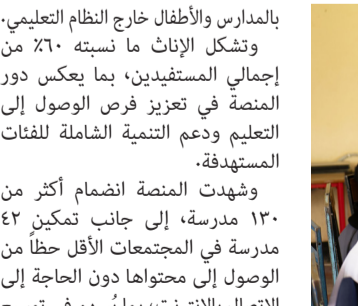 بالمدارس والأطفال خارج النظام التعليمي.
وتشكل الإناث ما نسبته ٦٠٪ من
إجمالي المستفيدين، بما يعكس دور
المنصة في تعزيز فرص الوصول إلى
التعليم ودعم التنمية الشاملة للفئات
المستهدفة.
وشهدت المنصة انضمام أكثر من
١٣٠ مدرسة، إلى جانب تمكين ٤٢
مدرسة في المجتمعات الأقل حظاً من
الوصول إلى محتواها دون الحاجة إلى